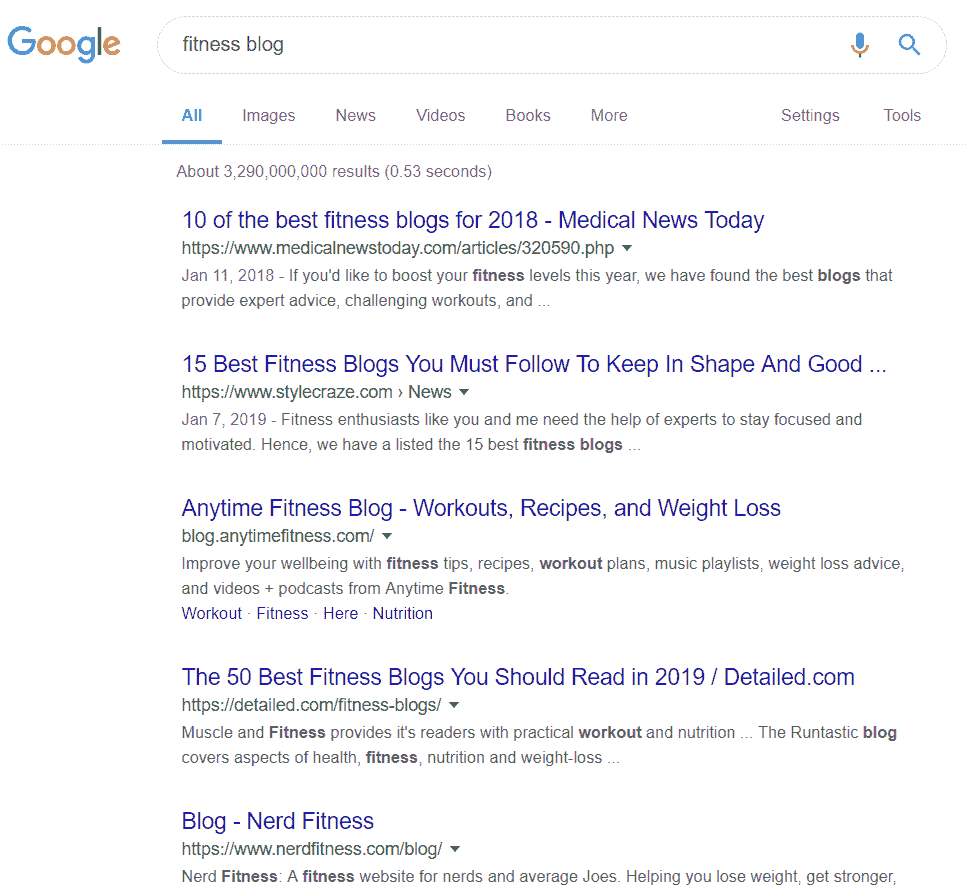 Google
fitness blog
All Images News Videos Books More Settings Tools
About 3,290,000,000 results (0.53 seconds)
10 of the best fitness blogs for 2018 - Medical News Today
https://www.medicalnewstoday.com/articles/320590.php
Jan 11, 2018 - If you'd like to boost your fitness levels this year, we have found the best blogs that
provide expert advice, challenging workouts, and ...
15 Best Fitness Blogs You Must Follow To Keep In Shape And Good ...
https://www.stylecraze.com › News
Jan 7, 2019 - Fitness enthusiasts like you and me need the help of experts to stay focused and
motivated. Hence, we have a listed the 15 best fitness blogs ...
Anytime Fitness Blog - Workouts, Recipes, and Weight Loss
blog.anytimefitness.com/
Improve your wellbeing with fitness tips, recipes, workout plans, music playlists, weight loss advice,
and videos + podcasts from Anytime Fitness.
Workout · Fitness · Here · Nutrition
The 50 Best Fitness Blogs You Should Read in 2019 / Detailed.com
https://detailed.com/fitness-blogs/
Muscle and Fitness provides it's readers with practical workout and nutrition ... The Runtastic blog
covers aspects of health, fitness, nutrition and weight-loss ...
Blog - Nerd Fitness
https://www.nerdfitness.com/blog/
Nerd Fitness: A fitness website for nerds and average Joes. Helping you lose weight, get stronger,